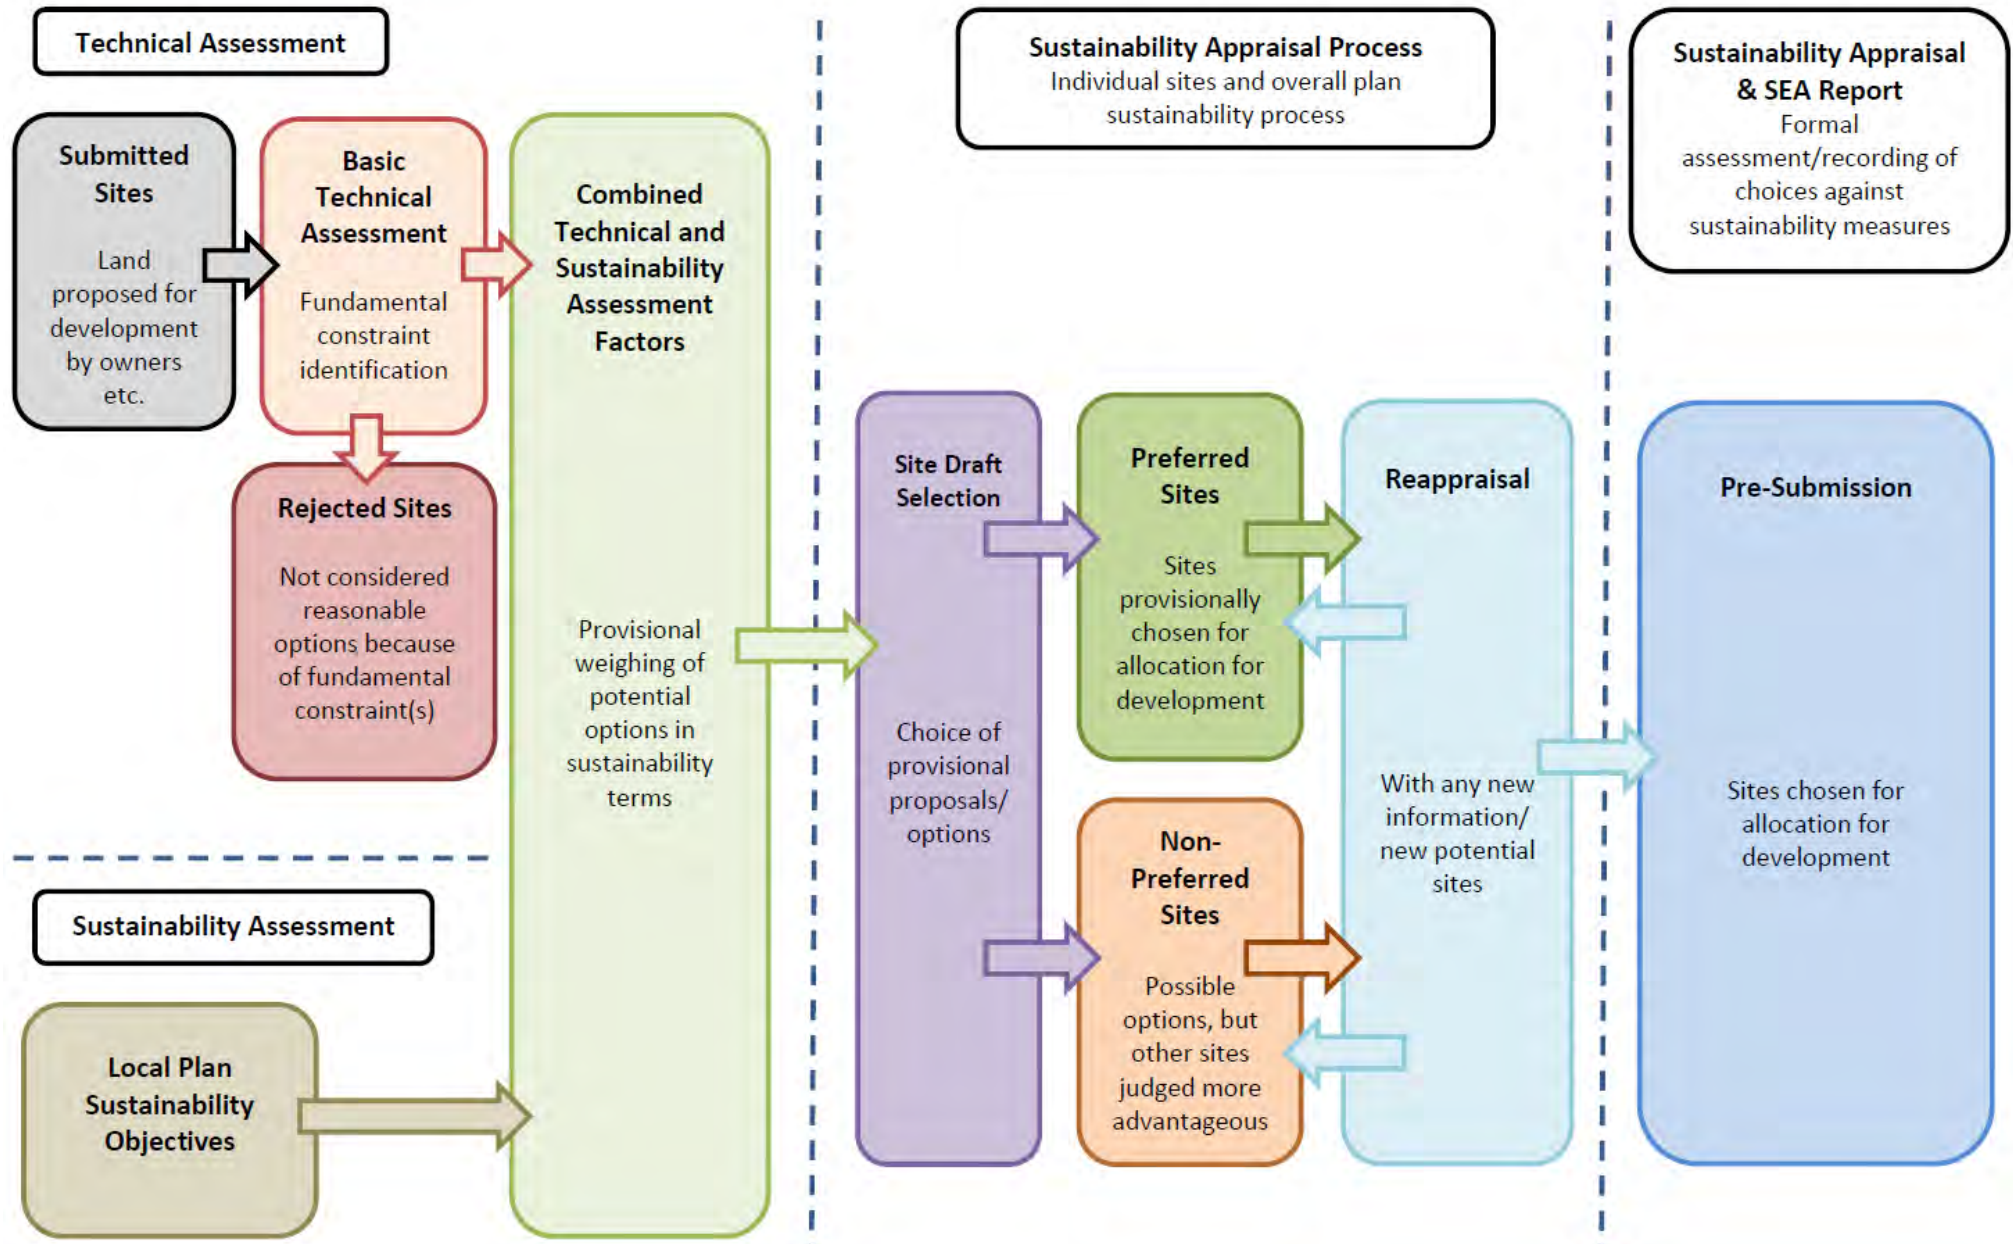 Technical Assessment
Submitted
Sites
Land
proposed for
development
by owners
etc.
Basic
Technical
Assessment
Fundamental
constraint
identification
Rejected Sites
Not considered
reasonable
options because
of fundamental
constraint(s)
Sustainability Assessment
Local Plan
Sustainability
Objectives
Combined
Technical and
Sustainability
Assessment
Factors
Provisional
weighing of
potential
options in
sustainability
terms
Sustainability Appraisal Process
Individual sites and overall plan
sustainability process
Site Draft
Selection
Choice of
provisional
proposals/
options
Preferred
Sites
Sites
provisionally
chosen for
allocation for
development
Non-
Preferred
Sites
Possible
options, but
other sites
judged more
advantageous
Reappraisal
With any new
information/
new potential
sites
Sustainability Appraisal
& SEA Report
Formal
assessment/recording of
choices against
sustainability measures
Pre-Submission
Sites chosen for
allocation for
development